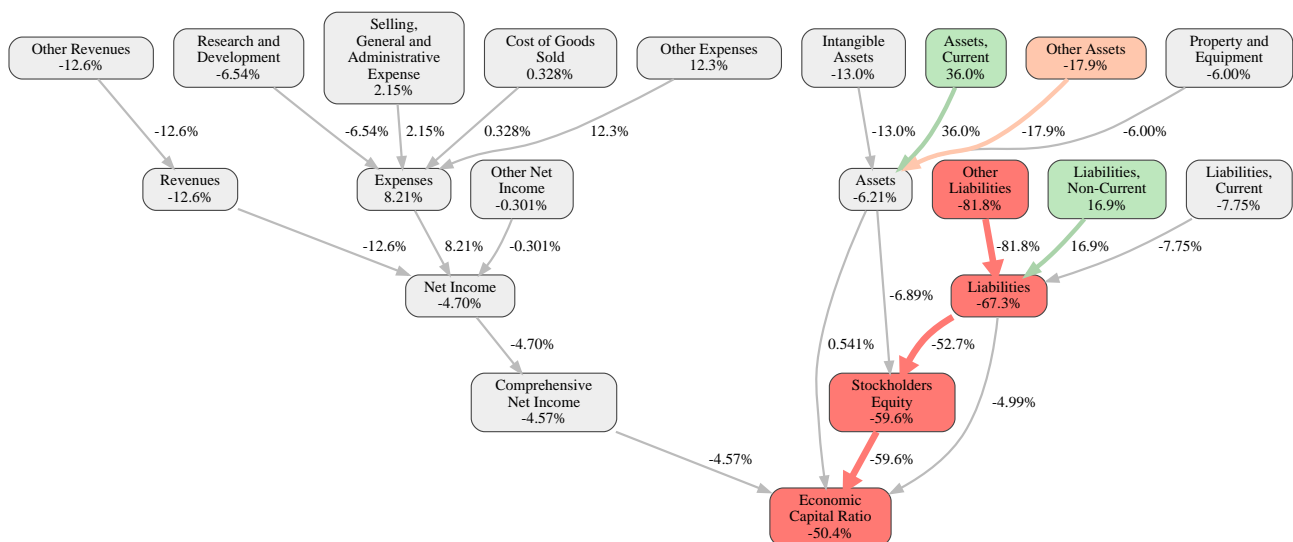 Other Revenues
-12.6%
Research and
Development
-6.54%
Selling,
General and
Administrative
Expense
2.15%
Cost of Goods
Sold
0.328%
Other Expenses
12.3%
Intangible
Assets
-13.0%
Assets,
Current
36.0%
Other Assets
-17.9%
Property and
Equipment
-6.00%
-12.6%
-6.54%
2.15%
0.328%
12.3%
-13.0%
36.0%
-17.9%
-6.00%
Revenues
-12.6%
Expenses
8.21%
Other Net
Income
-0.301%
Assets
-6.21%
Other
Liabilities
-81.8%
Liabilities,
Non-Current
16.9%
Liabilities,
Current
-7.75%
-12.6%
8.21%
-0.301%
-81.8%
16.9%
-7.75%
Net Income
-4.70%
-6.89%
Liabilities
-67.3%
-4.70%
0.541%
-52.7%
Comprehensive
Net Income
-4.57%
Stockholders
Equity
-59.6%
-4.99%
-4.57%
-59.6%
Economic
Capital Ratio
-50.4%